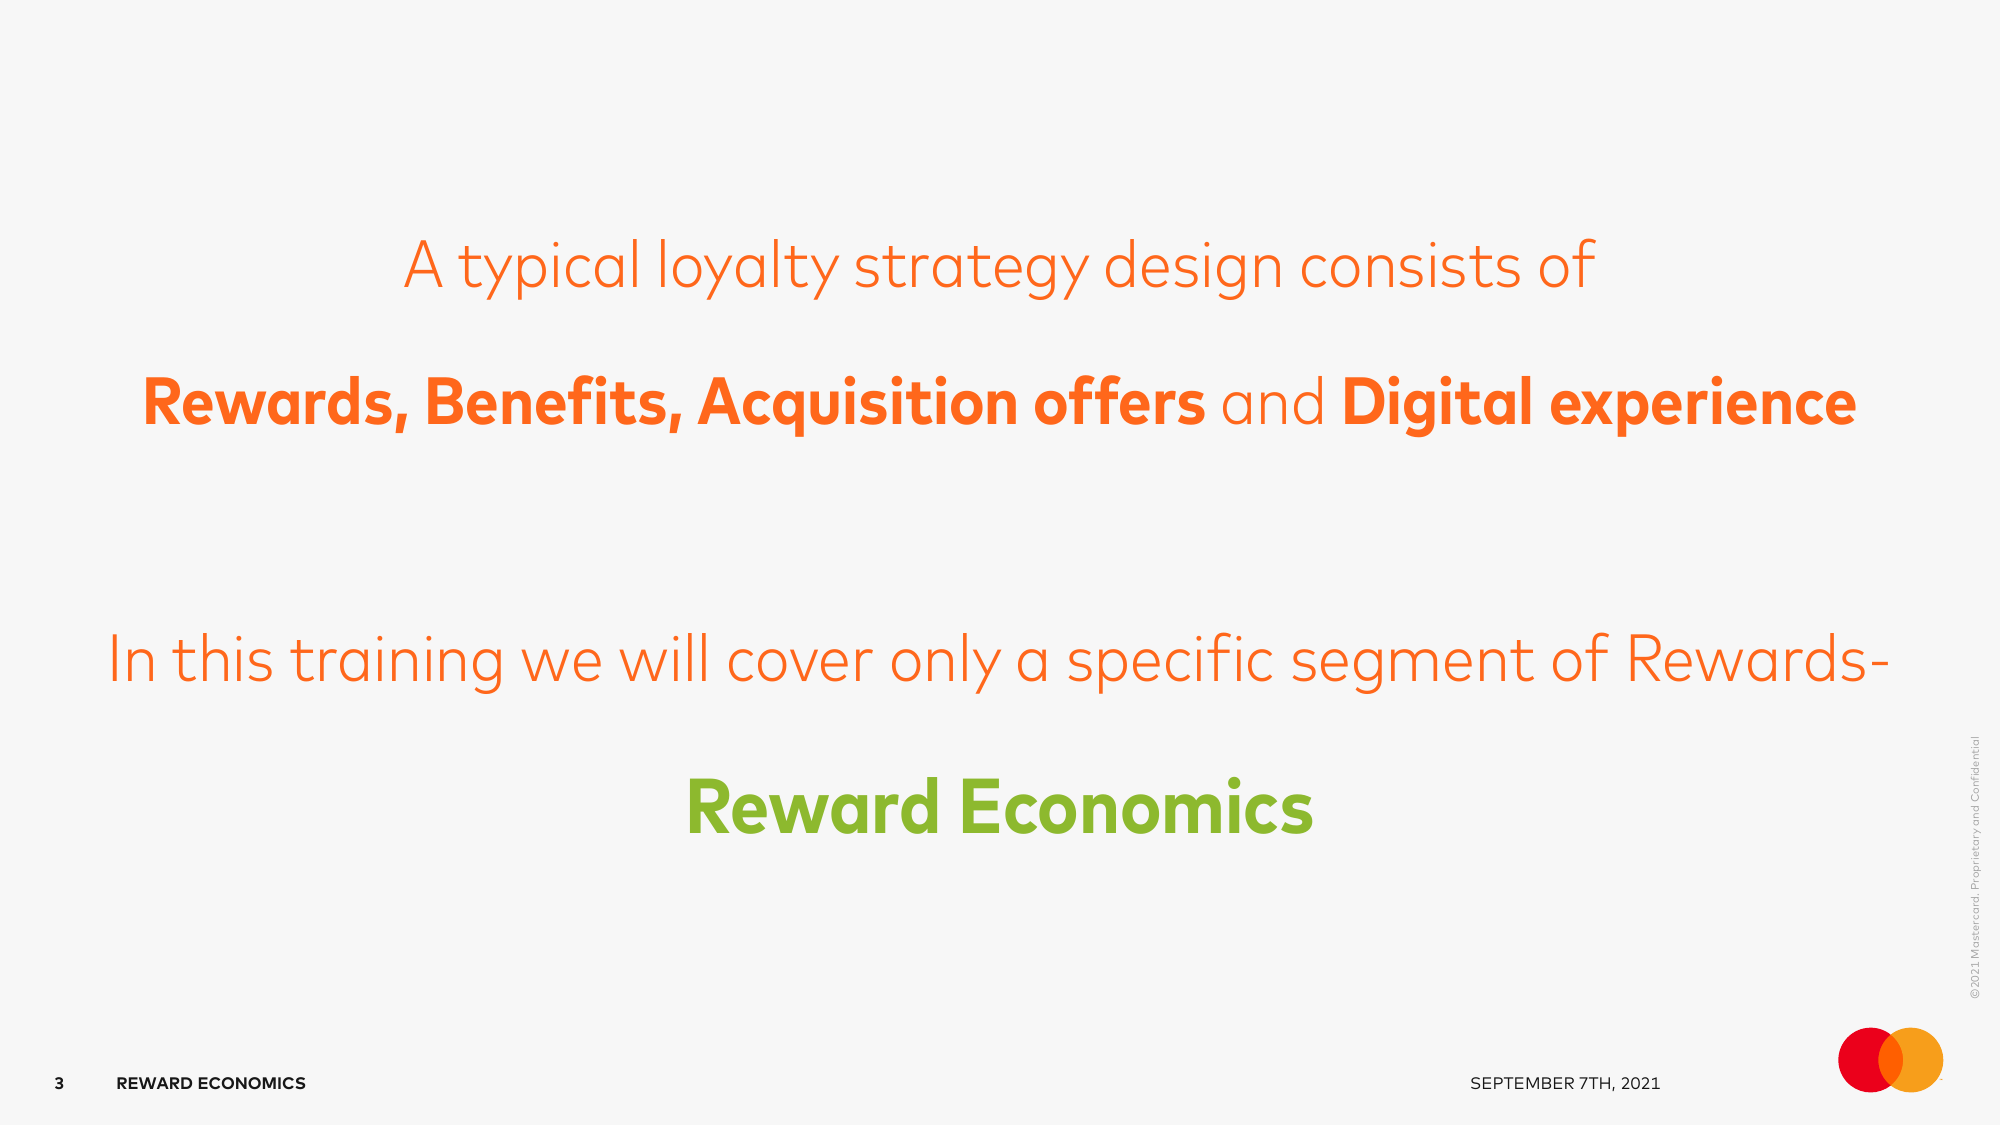 A typical loyalty strategy design consists of
Rewards, Benefits, Acquisition offers and Digital experience
In this training we will cover only a specific segment of Rewards-
Reward Economics
©2021 Mastercard. Proprietary and Confidential
3 REWARD ECONOMICS SEPTEMBER 7TH, 2021